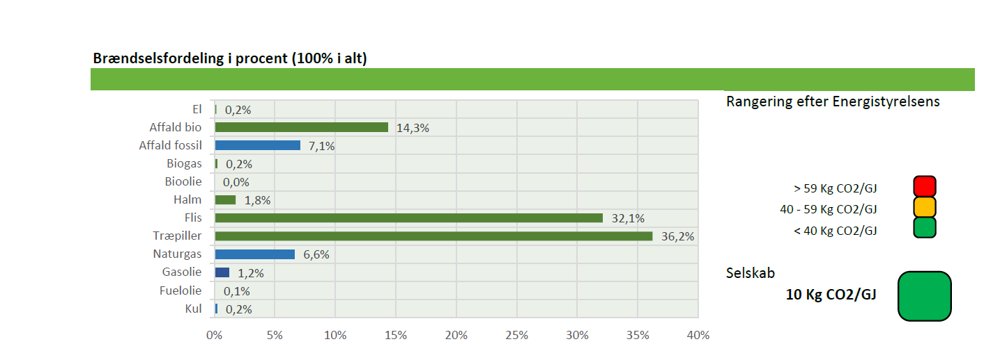 Brændselsfordeling i procent (100% i alt)
Rangering efter Energistyrelsens
El 0,2%
Affald bio 14,3%
Affald fossil 7,1%
Biogas 0,2%
Bioolie 0,0%
Halm 1,8%
Flis 32,1%
Træpiller 36,2%
Naturgas 6,6%
Gasolie 1,2%
Fuelolie 0,1%
Kul 0,2%
0% 5% 10% 15% 20% 25% 30% 35% 40%
> 59 Kg CO2/GJ
40 - 59 Kg CO2/GJ
< 40 Kg CO2/GJ
Selskab
10 Kg CO2/GJ